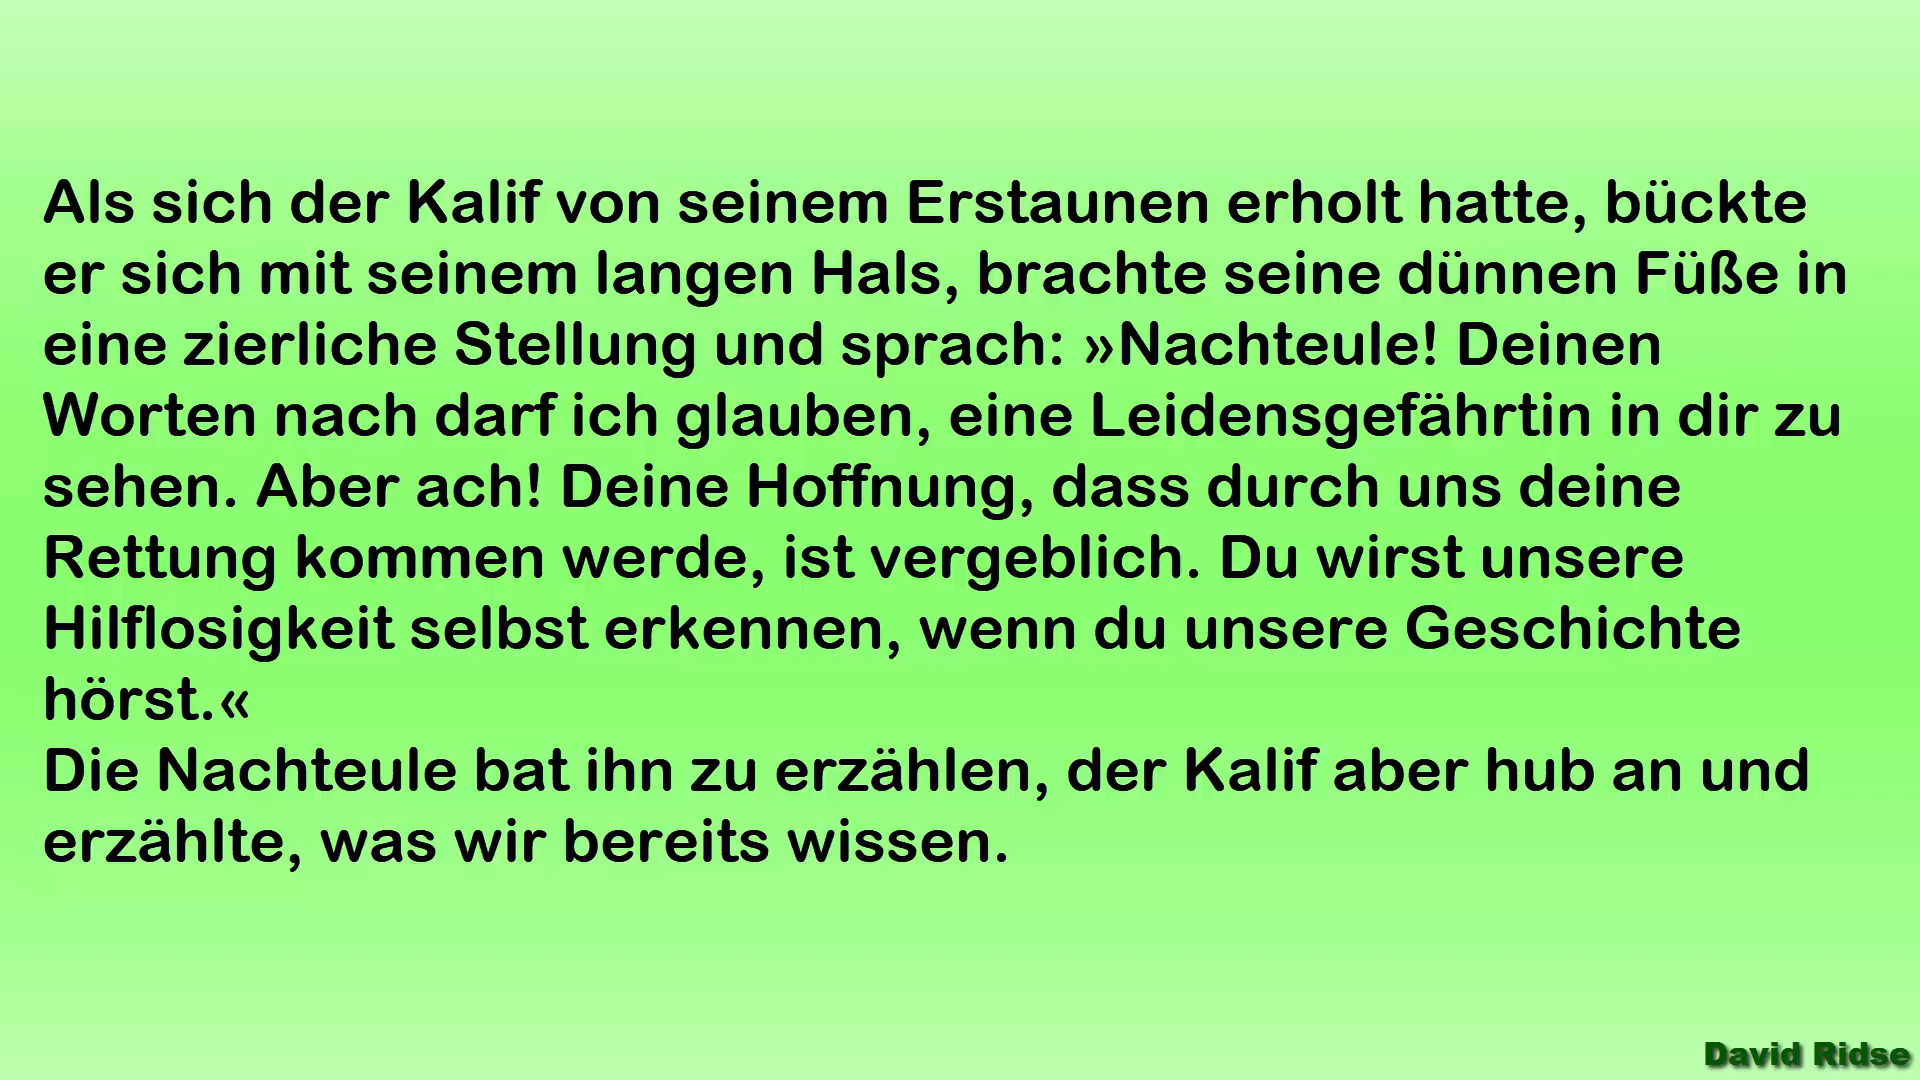 Als sich der Kalif von seinem Erstaunen erholt hatte, bückte
er sich mit seinem langen Hals, brachte seine dünnen Füße in
eine zierliche Stellung und sprach: »Nachteule! Deinen
Worten nach darf ich glauben, eine Leidensgefährtin in dir zu
sehen. Aber ach! Deine Hoffnung, dass durch uns deine
Rettung kommen werde, ist vergeblich. Du wirst unsere
Hilflosigkeit selbst erkennen, wenn du unsere Geschichte
hörst.«
Die Nachteule bat ihn zu erzählen, der Kalif aber hub an und
erzählte, was wir bereits wissen.
David Ridse